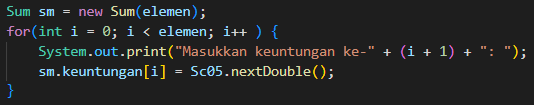 Sum sm = new Sum(elemen);
for(int i = 0; i < elemen; i++ ) {
    System.out.print("Masukkan keuntungan ke-" + (i + 1) + ": ");
    sm.keuntungan[i] = Sc05.nextDouble();
}